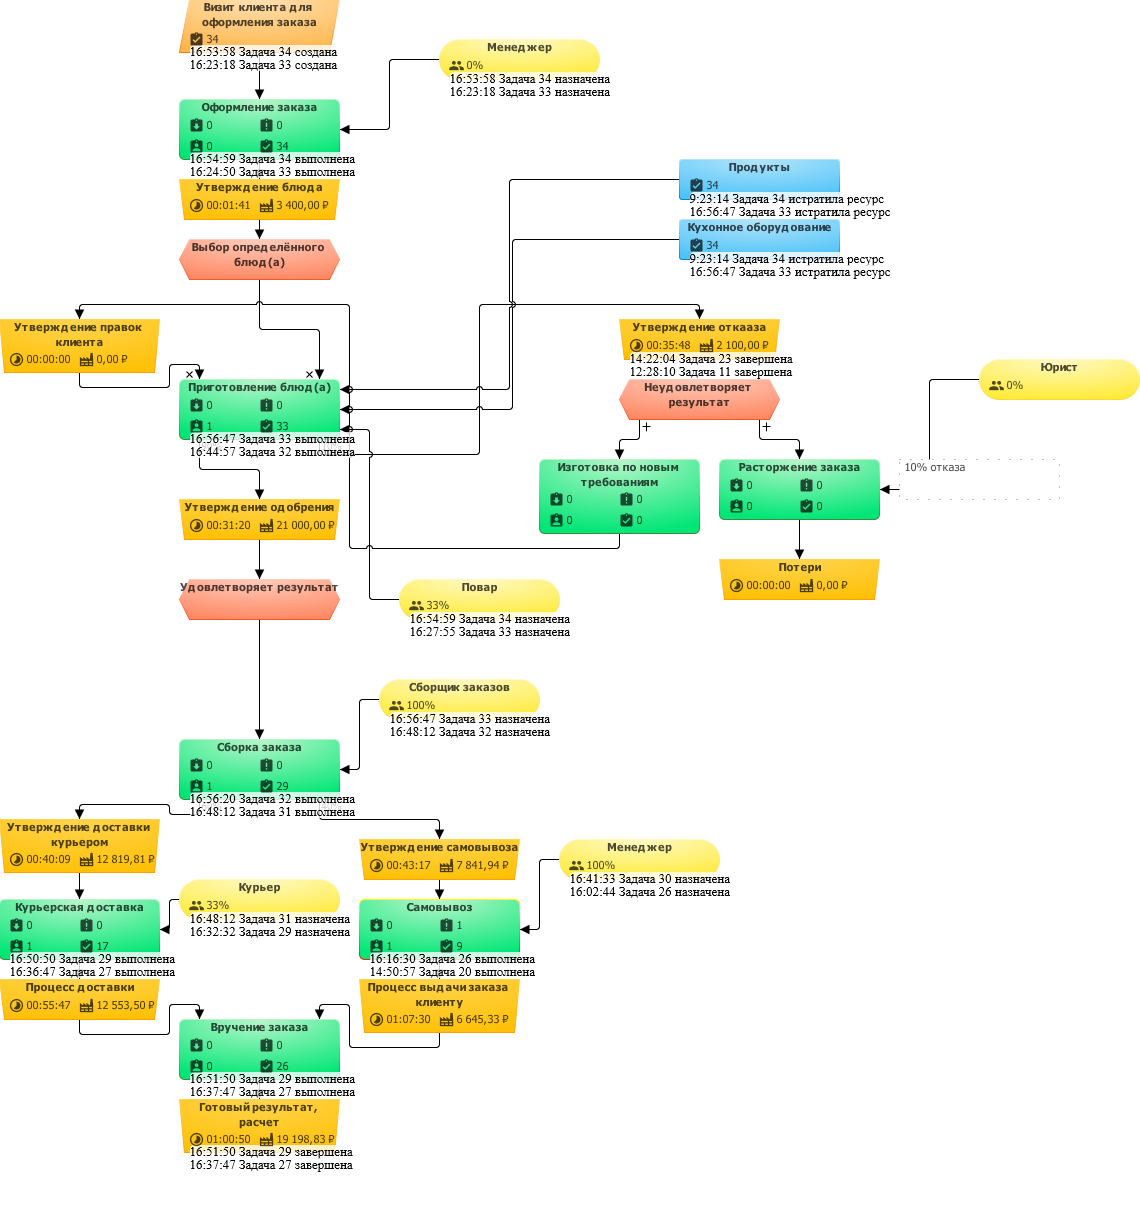 Визит клиента для
оформления заказа
34
16:53:58 Задача 34 создана
16:23:18 Задача 33 создана
Менеджер
0%
16:53:58 Задача 34 назначена
16:23:18 Задача 33 назначена
Оформление заказа
0 0
0 34
16:54:59 Задача 34 выполнена
16:24:50 Задача 33 выполнена
Утверждение блюда
00:01:41 3 400,00 ₽
Продукты
34
9:23:14 Задача 34 истратила ресурс
16:56:47 Задача 33 истратила ресурс
Кухонное оборудование
34
9:23:14 Задача 34 истратила ресурс
16:56:47 Задача 33 истратила ресурс
Выбор определённого
блюд(а)
Утверждение правок
клиента
00:00:00 0,00 ₽
Утверждение откааза
00:35:48 2 100,00 ₽
14:22:04 Задача 23 завершена
12:28:10 Задача 11 завершена
Юрист
0%
Приготовление блюд(а)
0 0
1 33
16:56:47 Задача 33 выполнена
16:44:57 Задача 32 выполнена
Неудовлетворяет
результат
+ +
Изготовка по новым
требованиям
0 0
0 0
Расторжение заказа
0 0
0 0
10% отказа
Утверждение одобрения
00:31:20 21 000,00 ₽
Потери
00:00:00 0,00 ₽
Удовлетворяет результат
Повар
33%
16:54:59 Задача 34 назначена
16:27:55 Задача 33 назначена
Сборщик заказов
100%
16:56:47 Задача 33 назначена
16:48:12 Задача 32 назначена
Сборка заказа
0 0
1 29
16:56:20 Задача 32 выполнена
16:48:12 Задача 31 выполнена
Утверждение доставки
курьером
00:40:09 12 819,81 ₽
Утверждение самовывоза
00:43:17 7 841,94 ₽
Менеджер
100%
16:41:33 Задача 30 назначена
16:02:44 Задача 26 назначена
Курьер
33%
16:48:12 Задача 31 назначена
16:32:32 Задача 29 назначена
Курьерская доставка
0 0
1 17
16:50:50 Задача 29 выполнена
16:36:47 Задача 27 выполнена
Самовывоз
0 1
1 9
16:16:30 Задача 26 выполнена
14:50:57 Задача 20 выполнена
Процесс доставки
00:55:47 12 553,50 ₽
Процесс выдачи заказа
клиенту
01:07:30 6 645,33 ₽
Вручение заказа
0 0
0 26
16:51:50 Задача 29 выполнена
16:37:47 Задача 27 выполнена
Готовый результат,
расчет
01:00:50 19 198,83 ₽
16:51:50 Задача 29 завершена
16:37:47 Задача 27 завершена